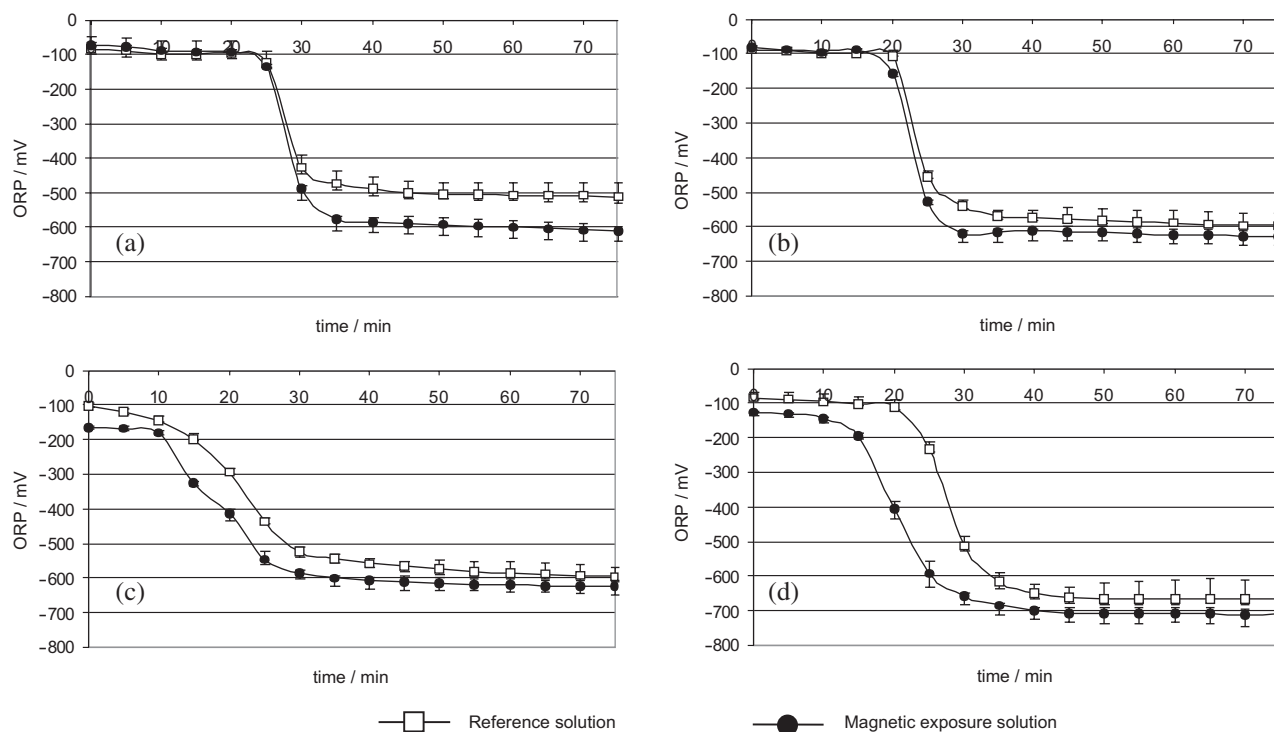 0
−100
−200
−300
−400
−500
−600
−700
−800
ORP / mV
0 10 20 30 40 50 60 70
(a)
time / min
0
−100
−200
−300
−400
−500
−600
−700
−800
ORP / mV
0 10 20 30 40 50 60 70
(b)
time / min
0
−100
−200
−300
−400
−500
−600
−700
−800
ORP / mV
0 10 20 30 40 50 60 70
(c)
time / min
0
−100
−200
−300
−400
−500
−600
−700
−800
ORP / mV
0 10 20 30 40 50 60 70
(d)
time / min
Reference solution
Magnetic exposure solution